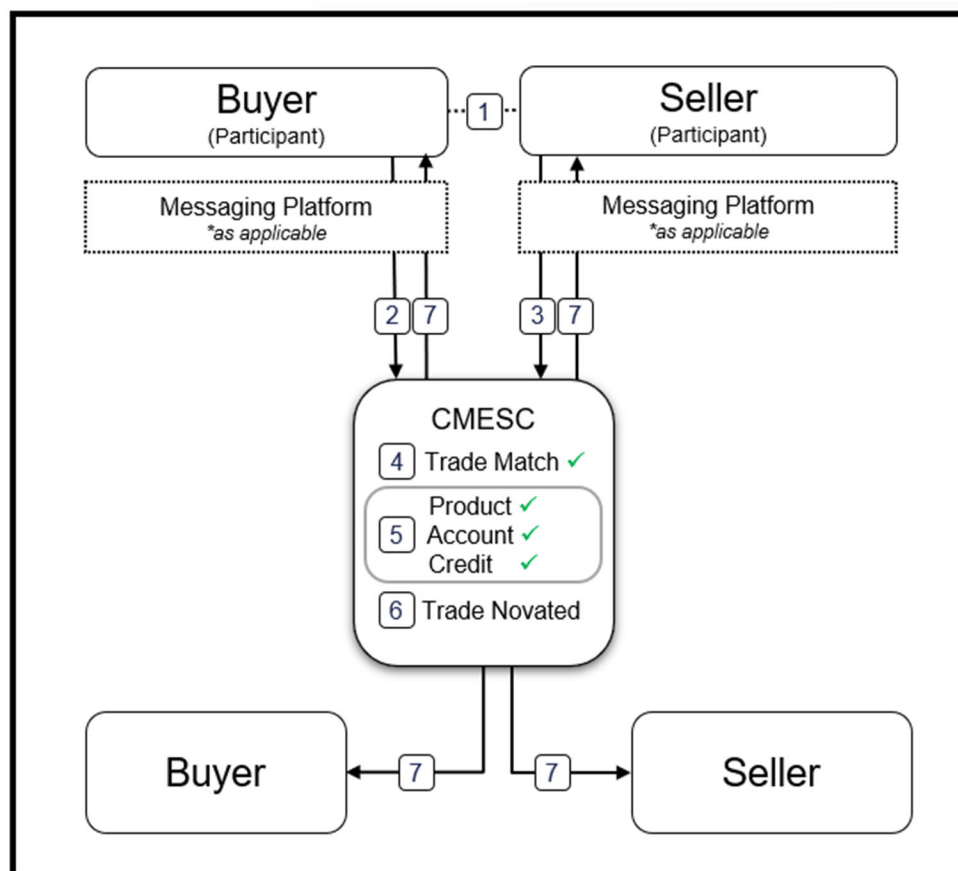 Buyer
(Participant)
1
Seller
(Participant)
Messaging Platform
*as applicable
Messaging Platform
*as applicable
2
7
3
7
CMESC
4 Trade Match ✓
Product ✓
5 Account ✓
Credit ✓
6 Trade Novated
Buyer
7
7
Seller